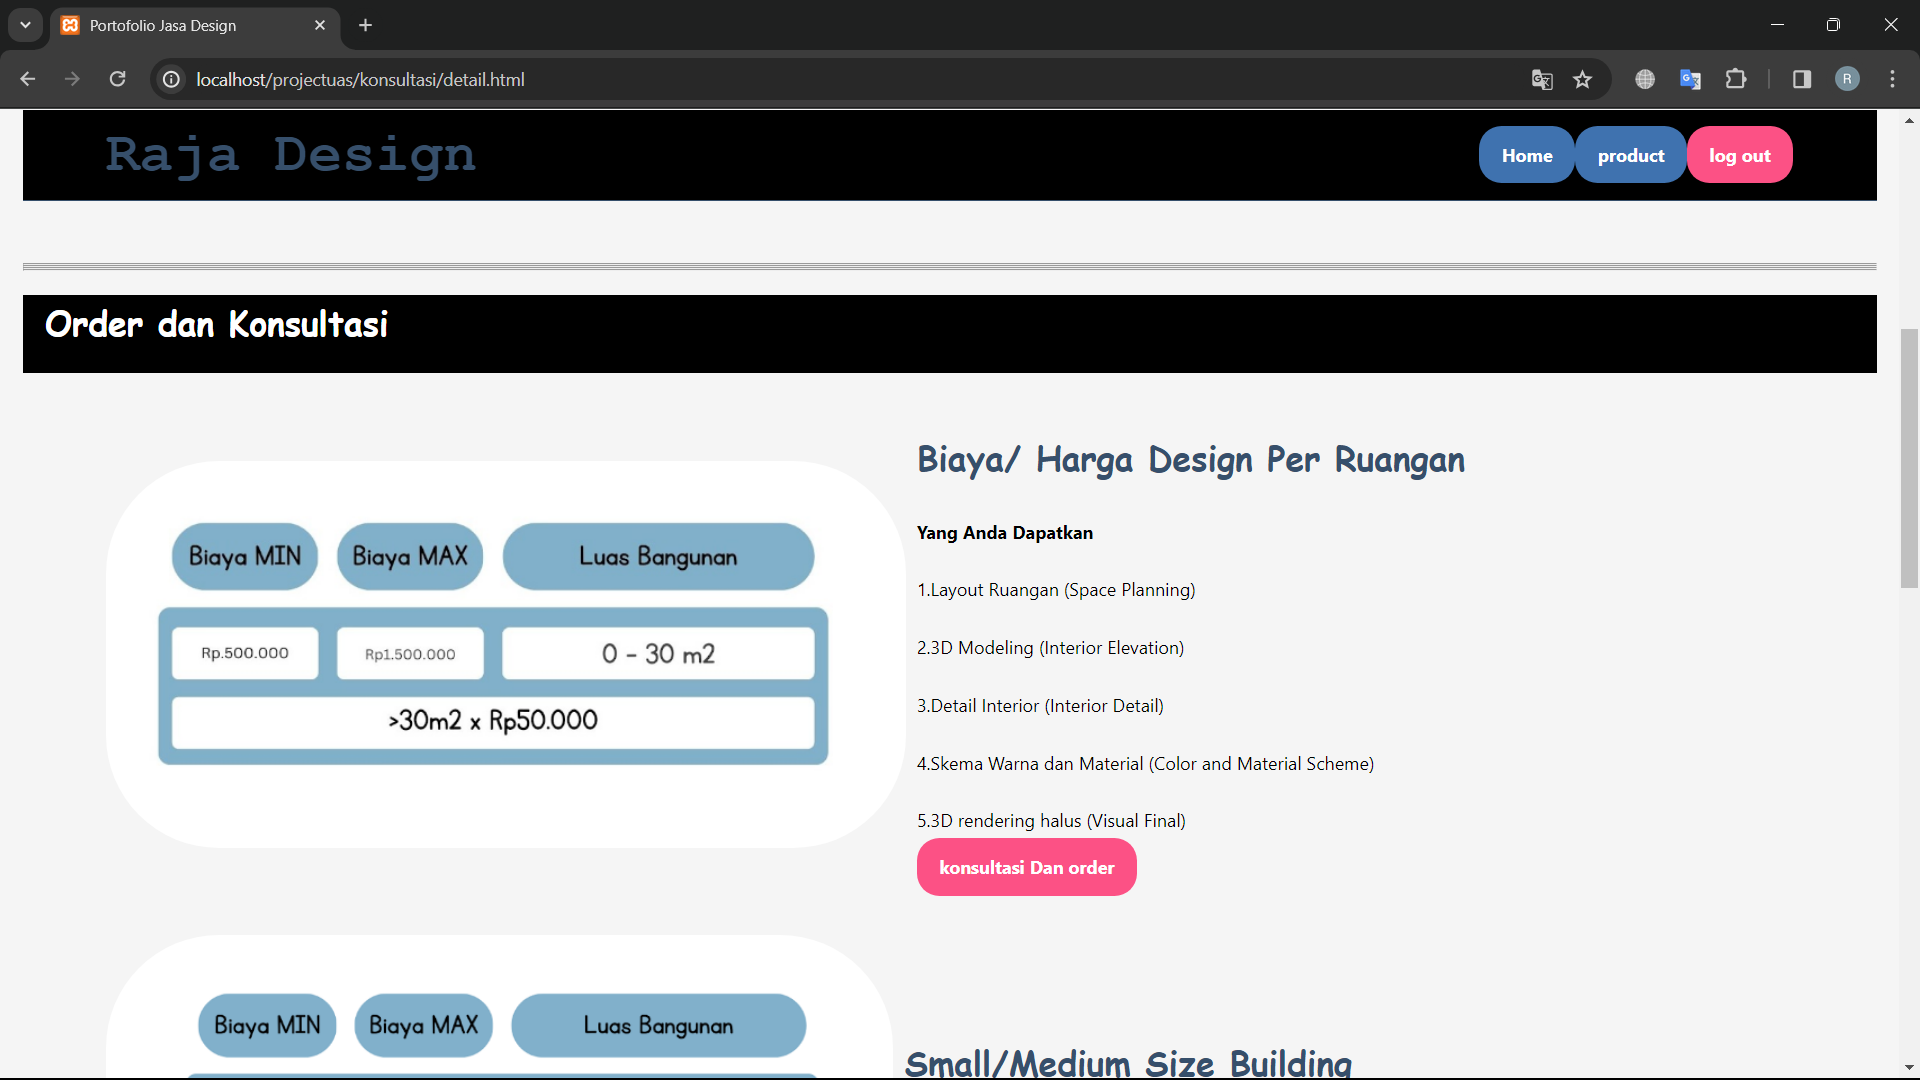 Portofolio Jasa Design
localhost/projectuas/konsultasi/detail.html
R
Raja Design
Home
product
log out
Order dan Konsultasi
Biaya MIN
Biaya MAX
Luas Bangunan
Rp.500.000
Rp1.500.000
0 - 30 m2
>30m2 x Rp50.000
Biaya/ Harga Design Per Ruangan
Yang Anda Dapatkan
1.Layout Ruangan (Space Planning)
2.3D Modeling (Interior Elevation)
3.Detail Interior (Interior Detail)
4.Skema Warna dan Material (Color and Material Scheme)
5.3D rendering halus (Visual Final)
konsultasi Dan order
Biaya MIN
Biaya MAX
Luas Bangunan
Small/Medium Size Building